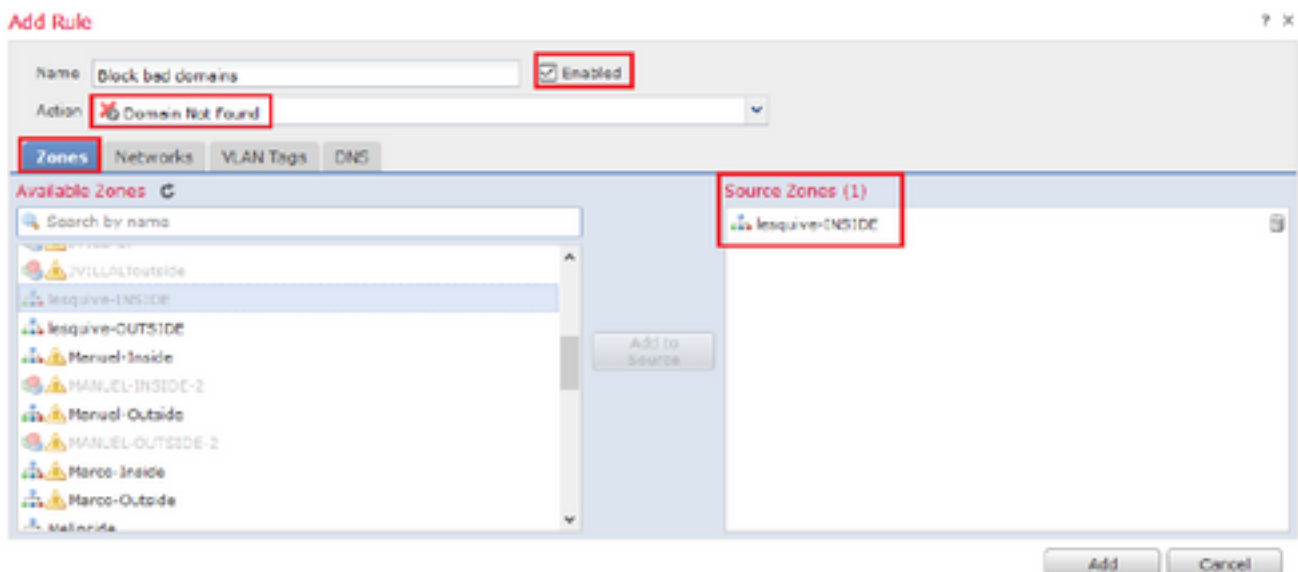 Add Rule ? ×
Name Block bad domains Enabled
Action Domain Not Found
Zones Networks VLAN Tags DNS
Available Zones Source Zones (1)
Search by name lesquive-INSIDE
JVILLALToutside
lesquive-INSIDE
lesquive-OUTSIDE
Manuel-Inside
MANUEL-INSIDE-2
Manuel-Outside
MANUEL-OUTSIDE-2
Marco-Inside
Marco-Outside
Add to
Source
Add Cancel